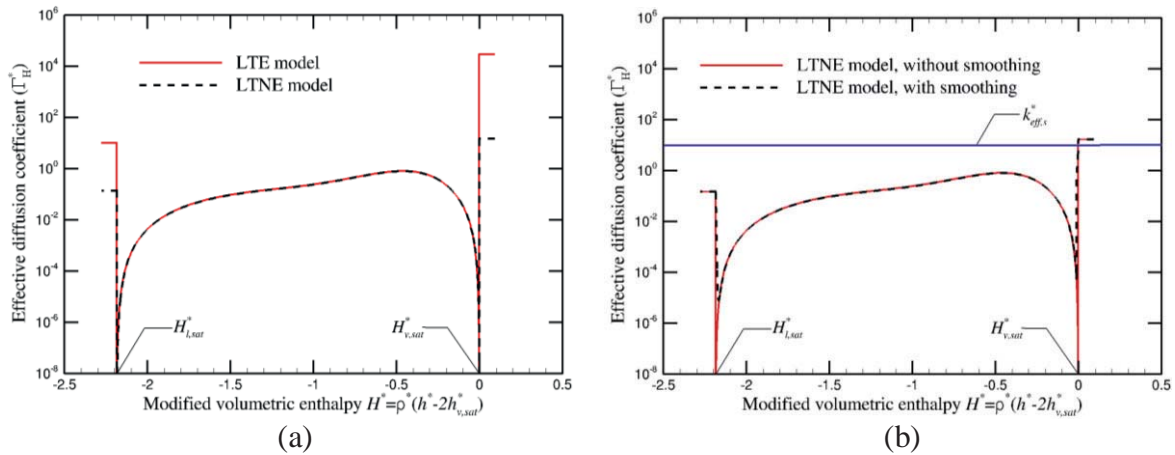 10^6
10^4
10^2
10^0
10^-2
10^-4
10^-6
10^-8
Effective diffusion coefficient (Γ*_H)
LTE model
LTNE model
H*_l,sat
H*_v,sat
-2.5 -2 -1.5 -1 -0.5 0 0.5
Modified volumetric enthalpy H*=ρ*(h*-2h*_v,sat)
(a)
10^6
10^4
10^2
10^0
10^-2
10^-4
10^-6
10^-8
Effective diffusion coefficient (Γ*_H)
LTNE model, without smoothing
LTNE model, with smoothing
k*_eff,s
H*_l,sat
H*_v,sat
-2.5 -2 -1.5 -1 -0.5 0 0.5
Modified volumetric enthalpy H*=ρ*(h*-2h*_v,sat)
(b)